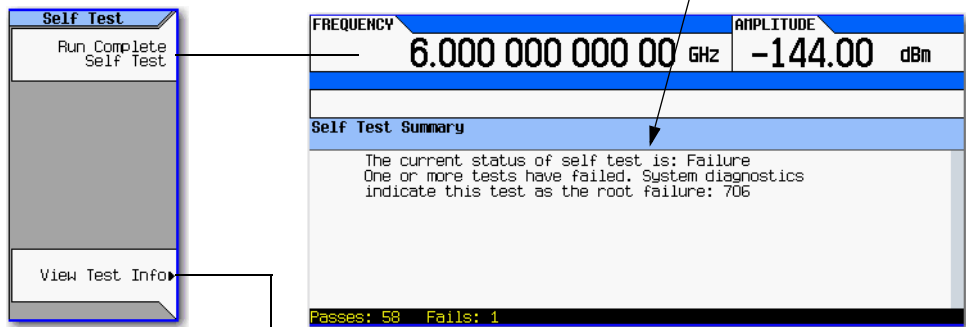 Self Test
Run Complete
Self Test
View Test Info
FREQUENCY
6.000 000 000 00 GHz
AMPLITUDE
-144.00 dBm
Self Test Summary
The current status of self test is: Failure
One or more tests have failed. System diagnostics
indicate this test as the root failure: 706
Passes: 58 Fails: 1